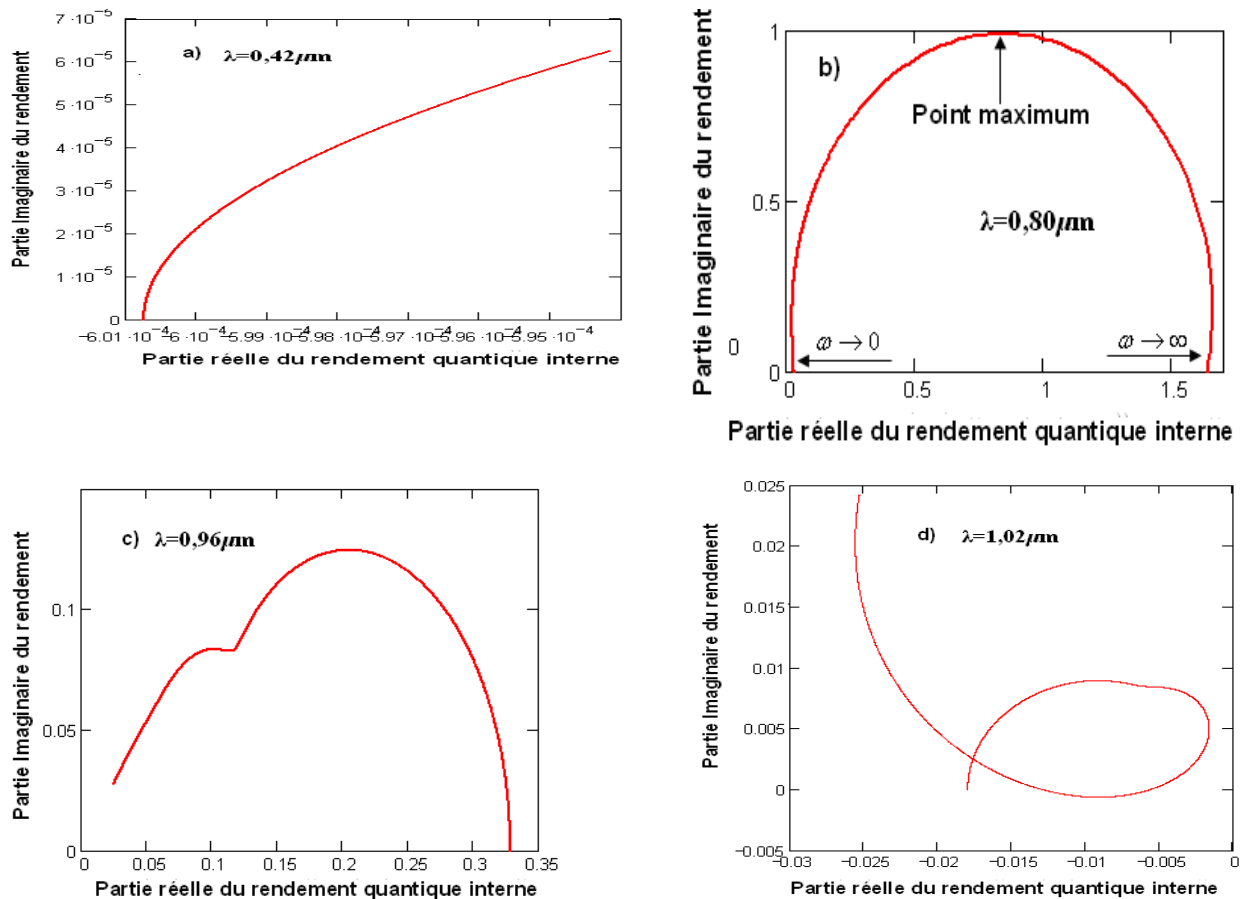 a) λ=0,42μm
7·10⁻⁵
6·10⁻⁵
5·10⁻⁵
4·10⁻⁵
3·10⁻⁵
2·10⁻⁵
1·10⁻⁵
0
Partie Imaginaire du rendement
−6.01·10⁻⁴ −6·10⁻⁴ −5.99·10⁻⁴ −5.98·10⁻⁴ −5.97·10⁻⁴ −5.96·10⁻⁴ −5.95·10⁻⁴
Partie réelle du rendement quantique interne
b)
Point maximum
λ=0,80μm
ω → 0
ω → ∞
1
0.5
0
0
Partie Imaginaire du rendement
0 0.5 1 1.5
Partie réelle du rendement quantique interne
c) λ=0,96μm
0.1
0.05
0
Partie Imaginaire du rendement
0 0.05 0.1 0.15 0.2 0.25 0.3 0.35
Partie réelle du rendement quantique interne
d) λ=1,02μm
0.025
0.02
0.015
0.01
0.005
0
−0.005
Partie Imaginaire du rendement
−0.03 −0.025 −0.02 −0.015 −0.01 −0.005 0
Partie réelle du rendement quantique interne